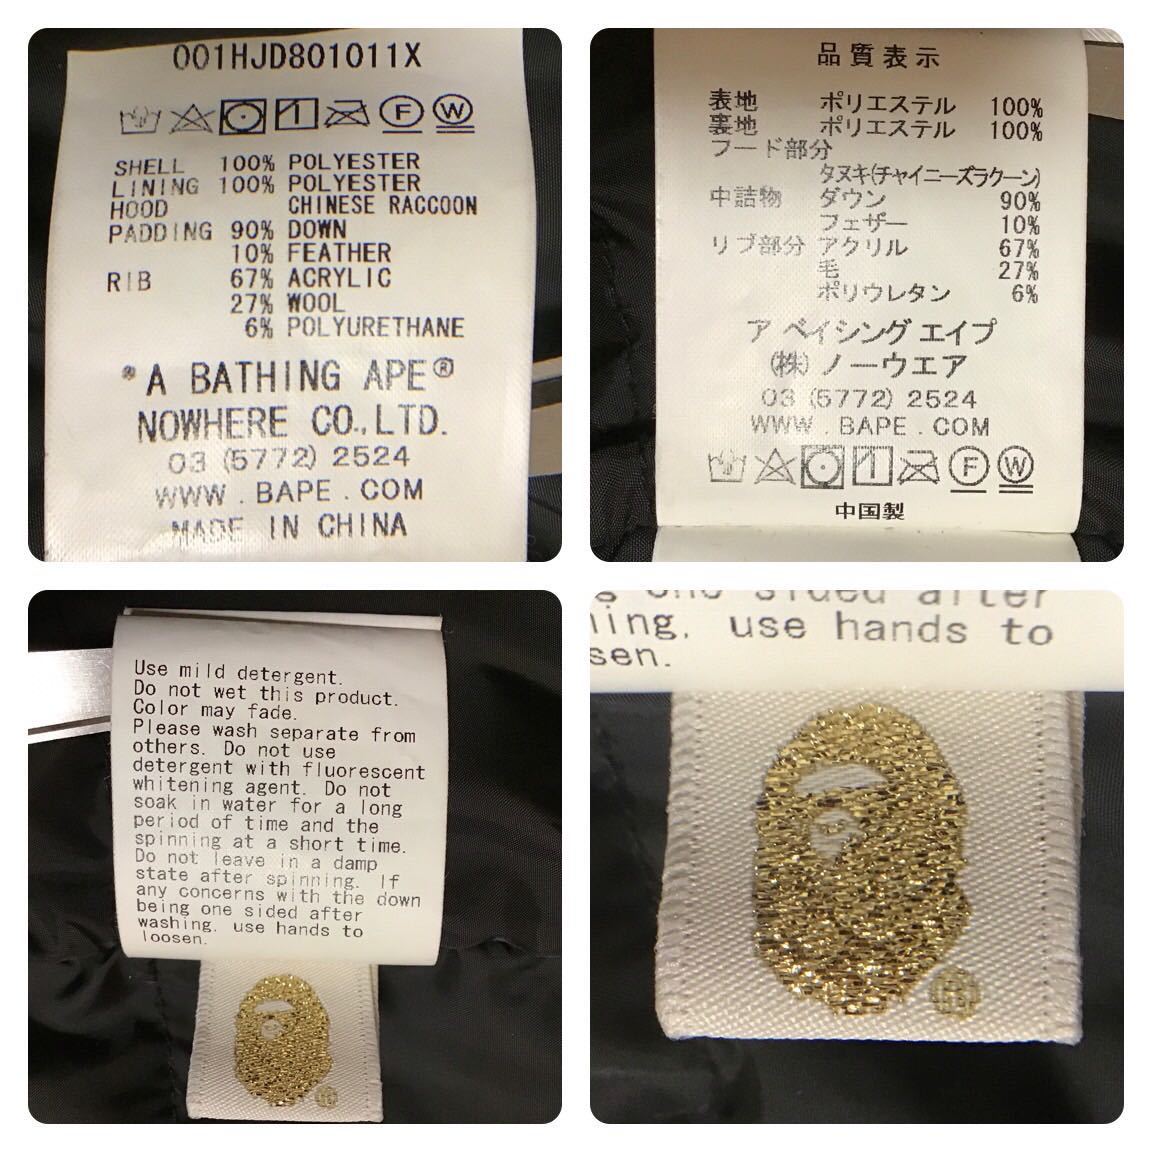 001HJD801011X
1 F W
SHELL 100% POLYESTER
LINING 100% POLYESTER
HOOD CHINESE RACCOON
PADDING 90% DOWN
10% FEATHER
RIB 67% ACRYLIC
27% WOOL
6% POLYURETHANE
® A BATHING APE®
NOWHERE CO.,LTD.
03 (5772) 2524
WWW . BAPE . COM
MADE IN CHINA
品質表示
表地 ポリエステル 100%
裏地 ポリエステル 100%
フード部分
タヌキ(チャイニーズラクーン)
中詰物 ダウン 90%
フェザー 10%
リブ部分 アクリル 67%
毛 27%
ポリウレタン 6%
ア ベイシング エイプ
(株) ノーウエア
03 (5772) 2524
WWW . BAPE . COM
1 F W
中国製
Use mild detergent.
Do not wet this product.
Color may fade.
Please wash separate from
others. Do not use
detergent with fluorescent
whitening agent. Do not
soak in water for a long
period of time and the
spinning at a short time.
Do not leave in a damp
state after spinning. If
any concerns with the down
being one sided after
washing, use hands to
loosen.
®
one sided after
ing, use hands to
sen.
®